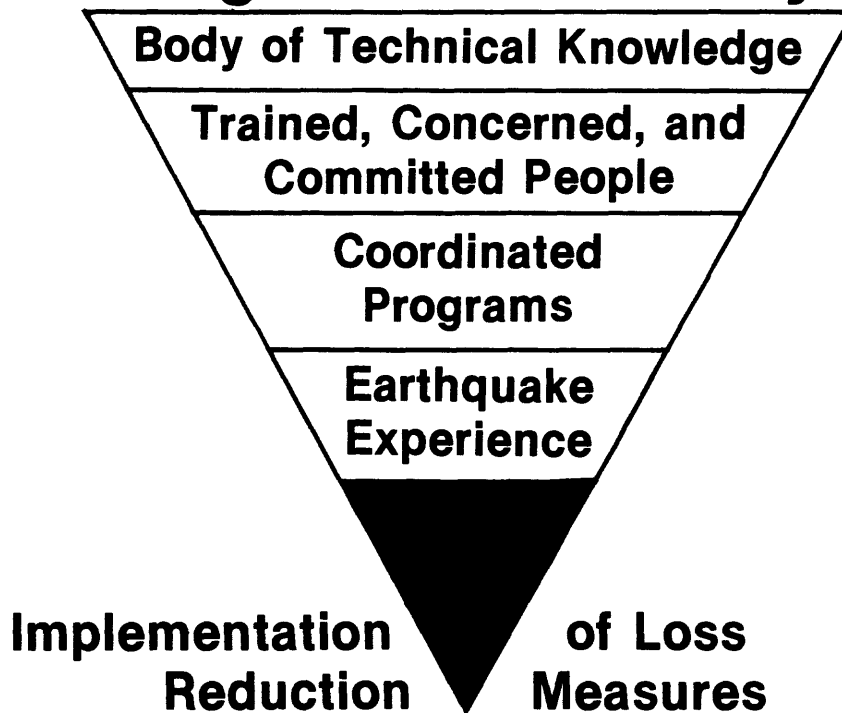 Body of Technical Knowledge
Trained, Concerned, and
Committed People
Coordinated
Programs
Earthquake
Experience
Implementation of Loss
Reduction Measures